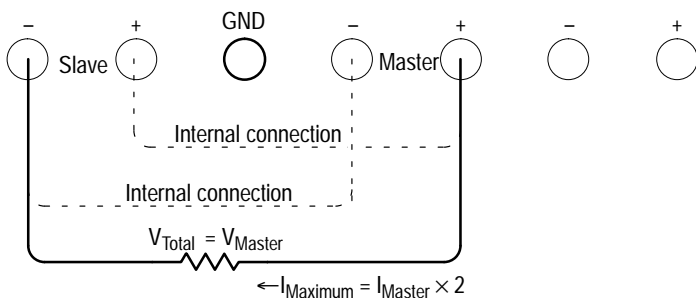 GND
− + − + − +
Slave Master
Internal connection
Internal connection
V_Total = V_Master
←I_Maximum = I_Master × 2